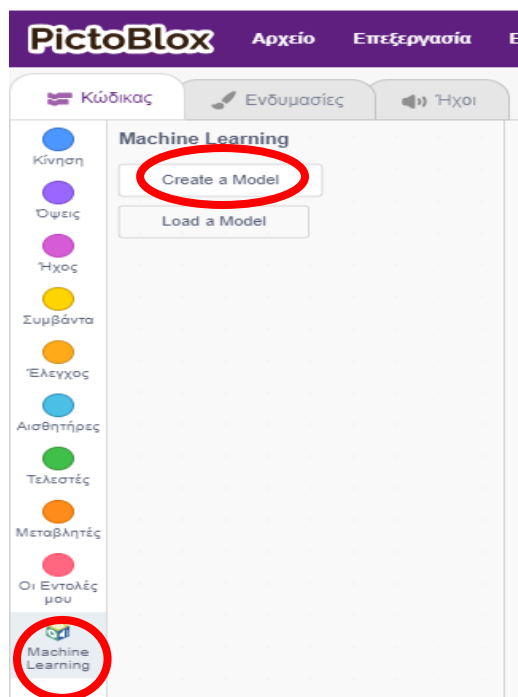 PictoBlox Αρχείο Επεξεργασία
Κώδικας Ενδυμασίες Ήχοι
Machine Learning
Create a Model
Load a Model
Κίνηση
Όψεις
Ήχος
Συμβάντα
Έλεγχος
Αισθητήρες
Τελεστές
Μεταβλητές
Οι Εντολές
μου
Machine
Learning